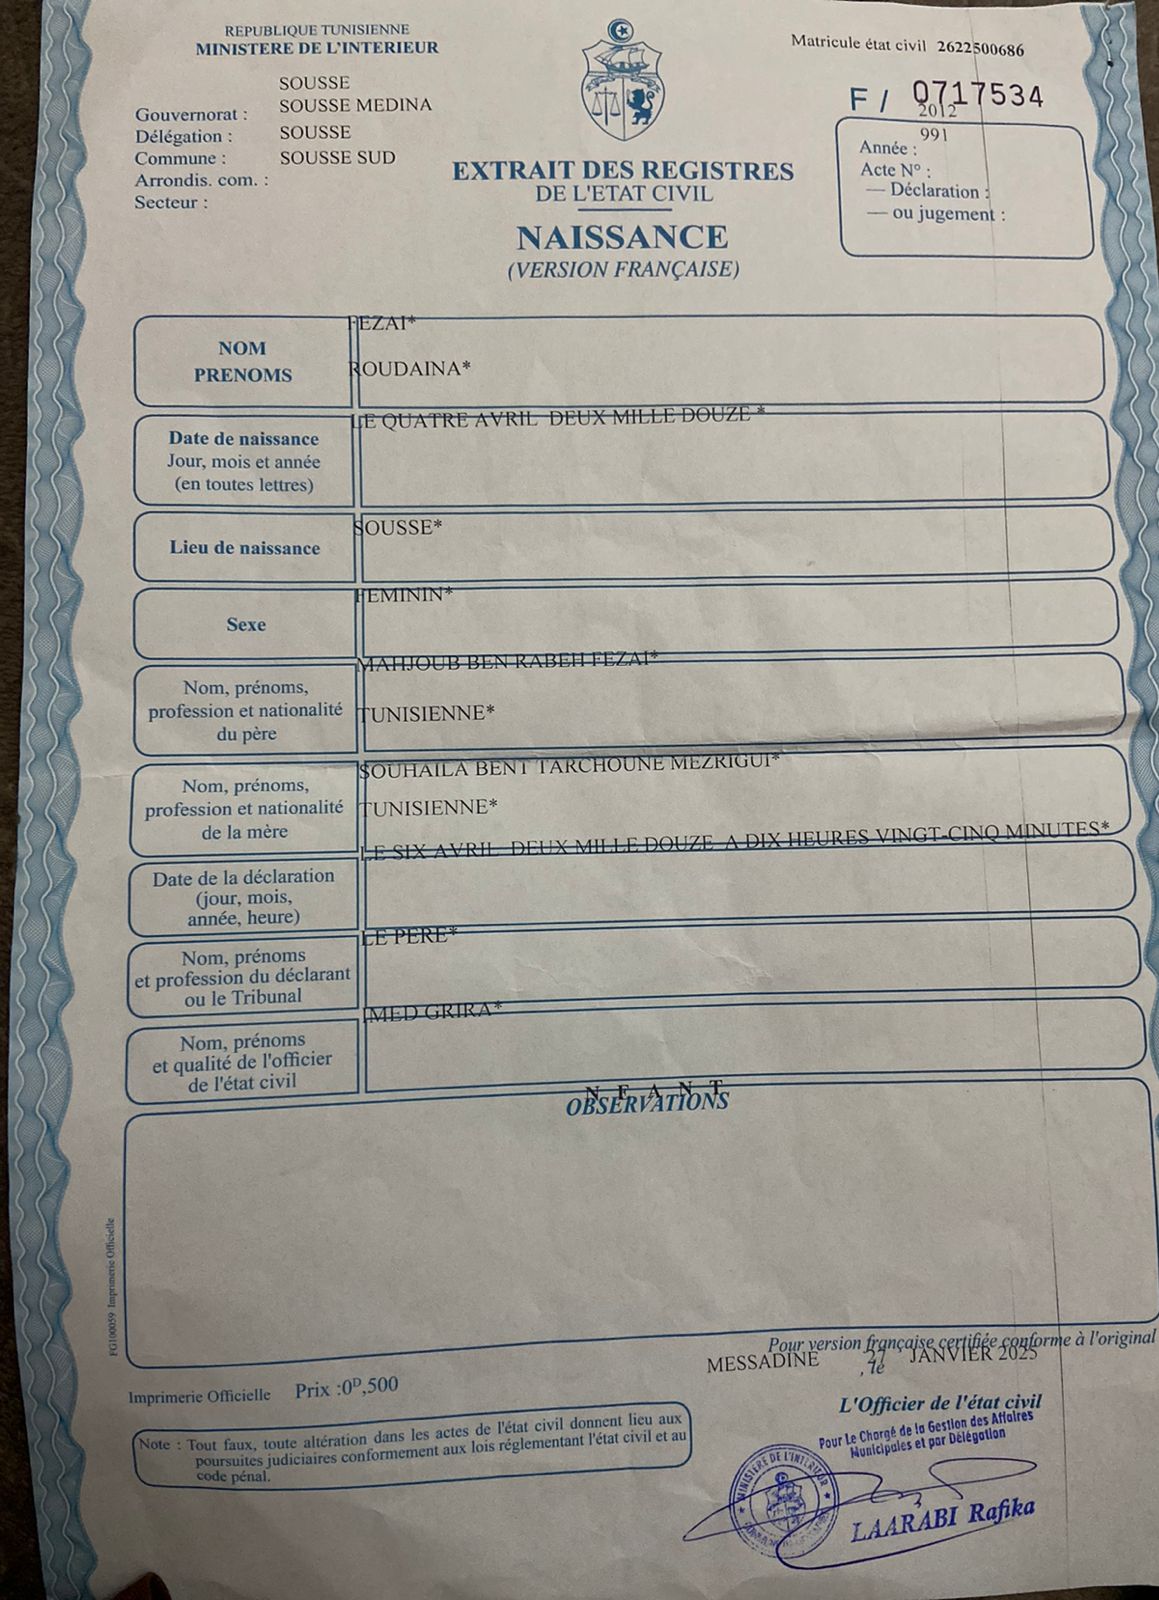 REPUBLIQUE TUNISIENNE
MINISTERE DE L'INTERIEUR
Matricule état civil 2622500686
F / 0717534
SOUSSE
Gouvernorat : SOUSSE MEDINA
Délégation : SOUSSE
Commune : SOUSSE SUD
Arrondis. com. :
Secteur :
2012
991
Année :
Acte N° :
— Déclaration :
— ou jugement :
EXTRAIT DES REGISTRES
DE L'ETAT CIVIL
NAISSANCE
(VERSION FRANÇAISE)
FEZAI*
NOM
PRENOMS
ROUDAINA*
LE QUATRE AVRIL DEUX MILLE DOUZE *
Date de naissance
Jour, mois et année
(en toutes lettres)
SOUSSE*
Lieu de naissance
FEMININ*
Sexe
MAHJOUB BEN RABEH FEZAI*
Nom, prénoms,
profession et nationalité
du père
TUNISIENNE*
SOUHAILA BENT TARCHOUNE MEZRIGUI*
Nom, prénoms,
profession et nationalité
de la mère
TUNISIENNE*
LE SIX AVRIL DEUX MILLE DOUZE A DIX HEURES VINGT-CINQ MINUTES*
Date de la déclaration
(jour, mois,
année, heure)
LE PERE*
Nom, prénoms
et profession du déclarant
ou le Tribunal
IMED GRIRA*
Nom, prénoms
et qualité de l'officier
de l'état civil
N E A N T
OBSERVATIONS
FG100059 Imprimerie Officielle
Pour version française certifiée conforme à l'original
MESSADINE , le 27 JANVIER 2025
Imprimerie Officielle Prix :0D,500
L'Officier de l'état civil
Pour Le Chargé de la Gestion des Affaires
Municipales et par Délégation
Note : Tout faux, toute altération dans les actes de l'état civil donnent lieu aux
poursuites judiciaires conformement aux lois réglementant l'état civil et au
code pénal.
MINISTERE DE L'INTERIEUR
LAARABI Rafika